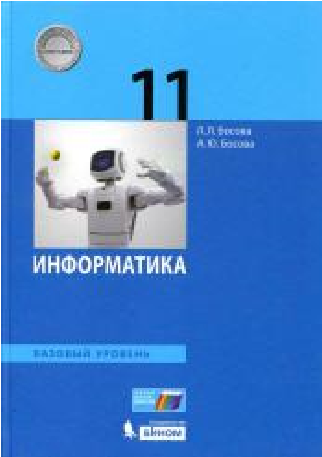 11
Л.Л. Босова
А.Ю. Босова
ИНФОРМАТИКА
БАЗОВЫЙ УРОВЕНЬ
БИНОМ